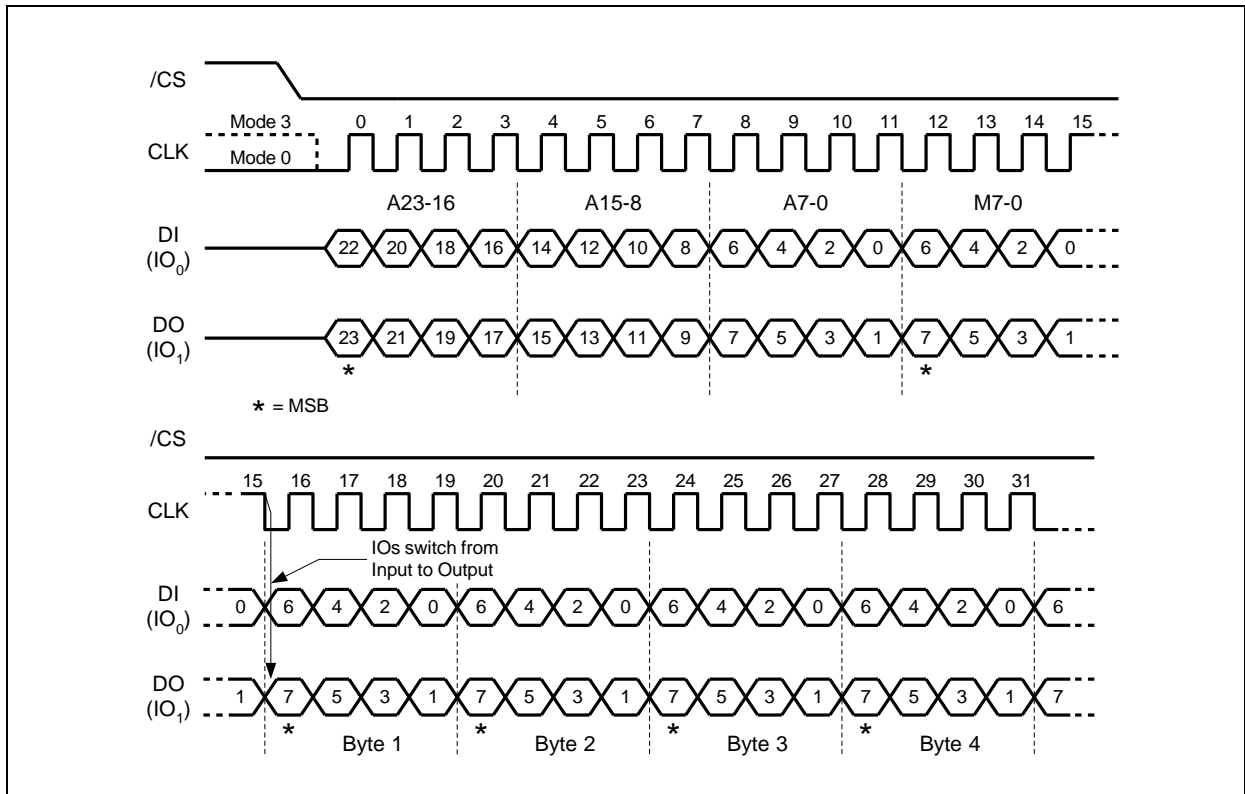 /CS
Mode 3
0 1 2 3 4 5 6 7 8 9 10 11 12 13 14 15
CLK
Mode 0
A23-16 A15-8 A7-0 M7-0
DI
(IO0)
22 20 18 16 14 12 10 8 6 4 2 0 6 4 2 0
DO
(IO1)
23 21 19 17 15 13 11 9 7 5 3 1 7 5 3 1
* *
* = MSB
/CS
15 16 17 18 19 20 21 22 23 24 25 26 27 28 29 30 31
CLK
IOs switch from
Input to Output
DI
(IO0)
0 6 4 2 0 6 4 2 0 6 4 2 0 6 4 2 0 6
DO
(IO1)
1 7 5 3 1 7 5 3 1 7 5 3 1 7 5 3 1 7
* * * *
Byte 1 Byte 2 Byte 3 Byte 4